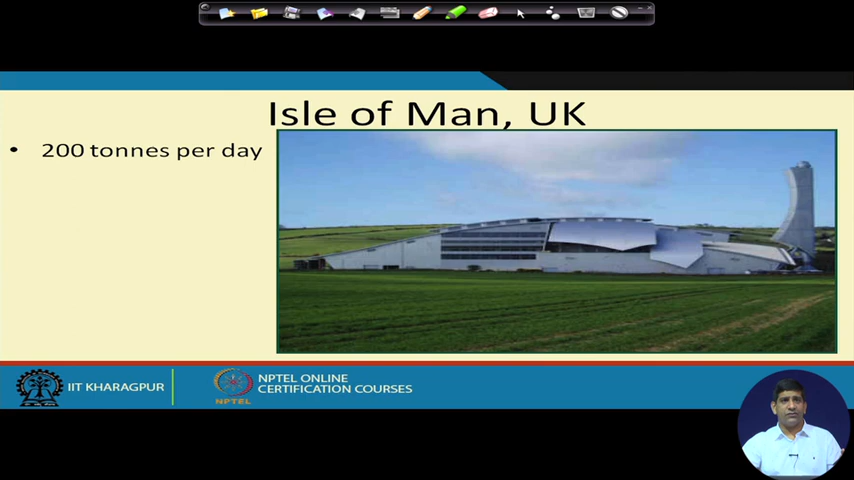 Isle of Man, UK
• 200 tonnes per day
IIT KHARAGPUR
NPTEL ONLINE
CERTIFICATION COURSES
NPTEL